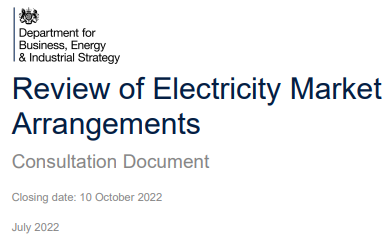 Department for
Business, Energy
& Industrial Strategy
Review of Electricity Market
Arrangements
Consultation Document
Closing date: 10 October 2022
July 2022